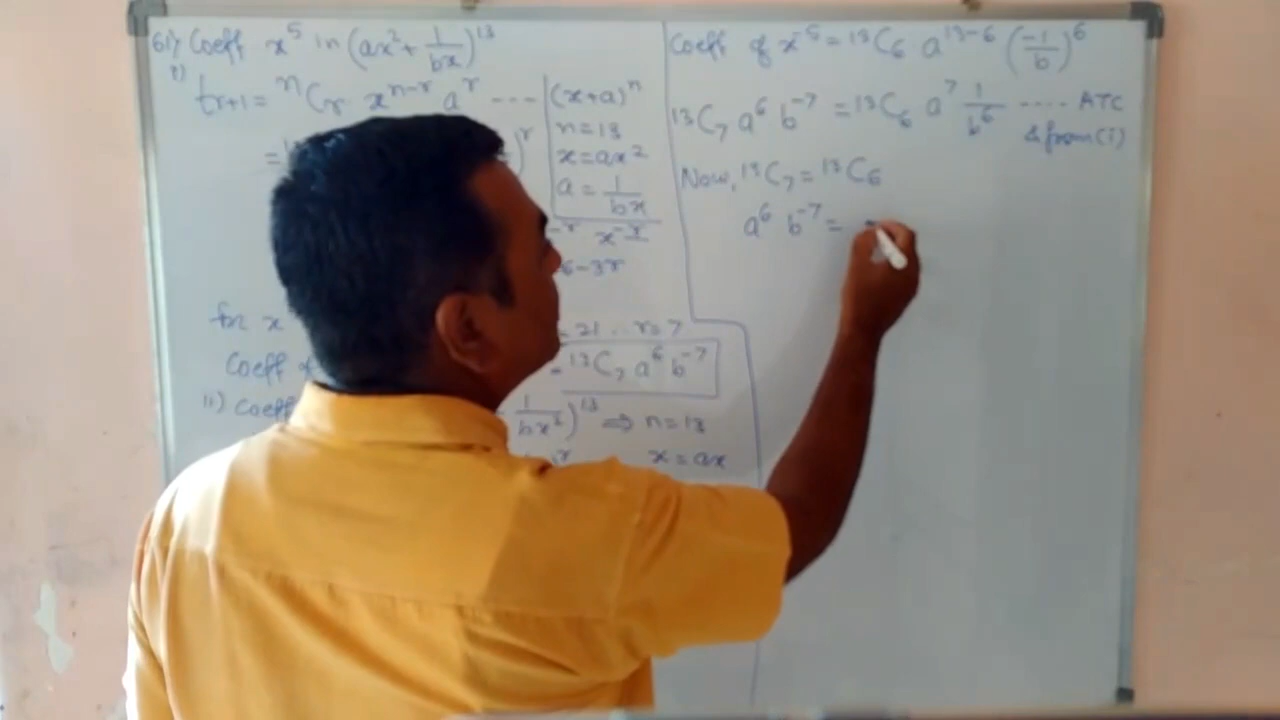 61) Coeff x⁵ in (ax² + 1/bx)¹³
i)
tr+1 = ⁿCr xⁿ⁻ʳ aʳ ---- (x+a)ⁿ
n = 13
x = ax²
a = 1/bx
)ʳ
⁻ʳ x⁻ʳ
6-3r
for x = 21 ∴ r = 7
Coeff = ¹³C₇ a⁶ b⁻⁷
ii) Coeff 1/bx²)¹³ ⇒ n = 13
x = ax
Coeff of x⁻⁵ = ¹³C₆ a¹³⁻⁶ (-1/b)⁶
¹³C₇ a⁶ b⁻⁷ = ¹³C₆ a⁷ 1/b⁶ ---- ATC
& from (i)
Now, ¹³C₇ = ¹³C₆
a⁶ b⁻⁷ =